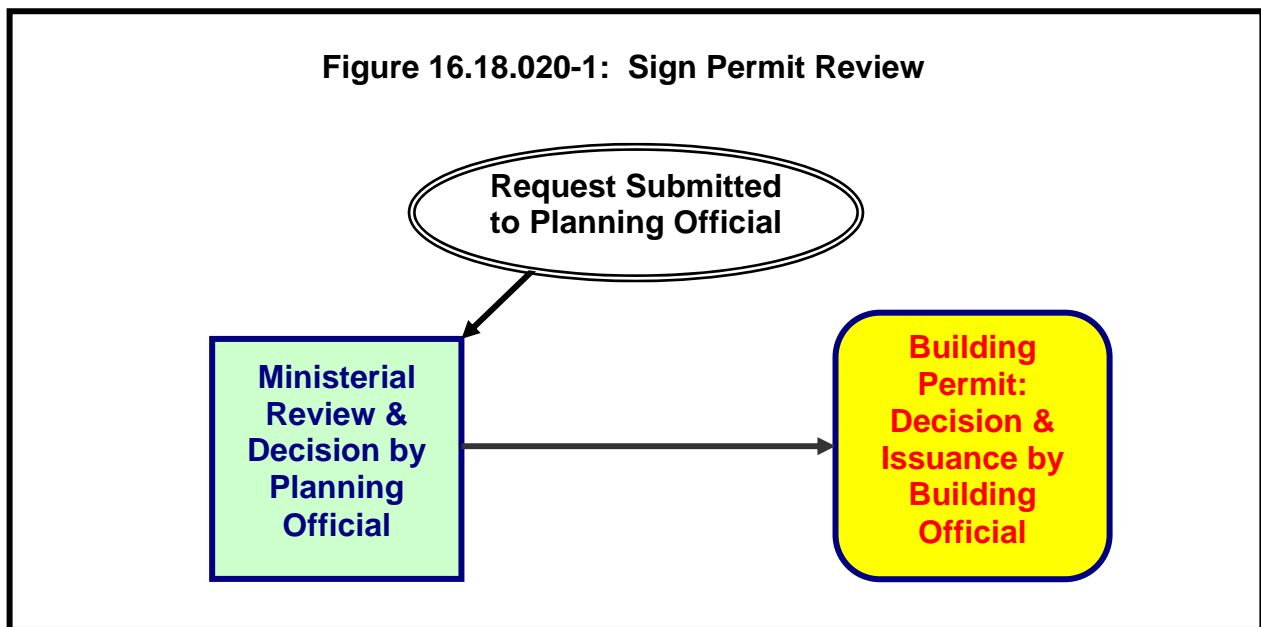 Figure 16.18.020-1:  Sign Permit Review
Request Submitted
to Planning Official
Ministerial
Review &
Decision by
Planning
Official
Building
Permit:
Decision &
Issuance by
Building
Official